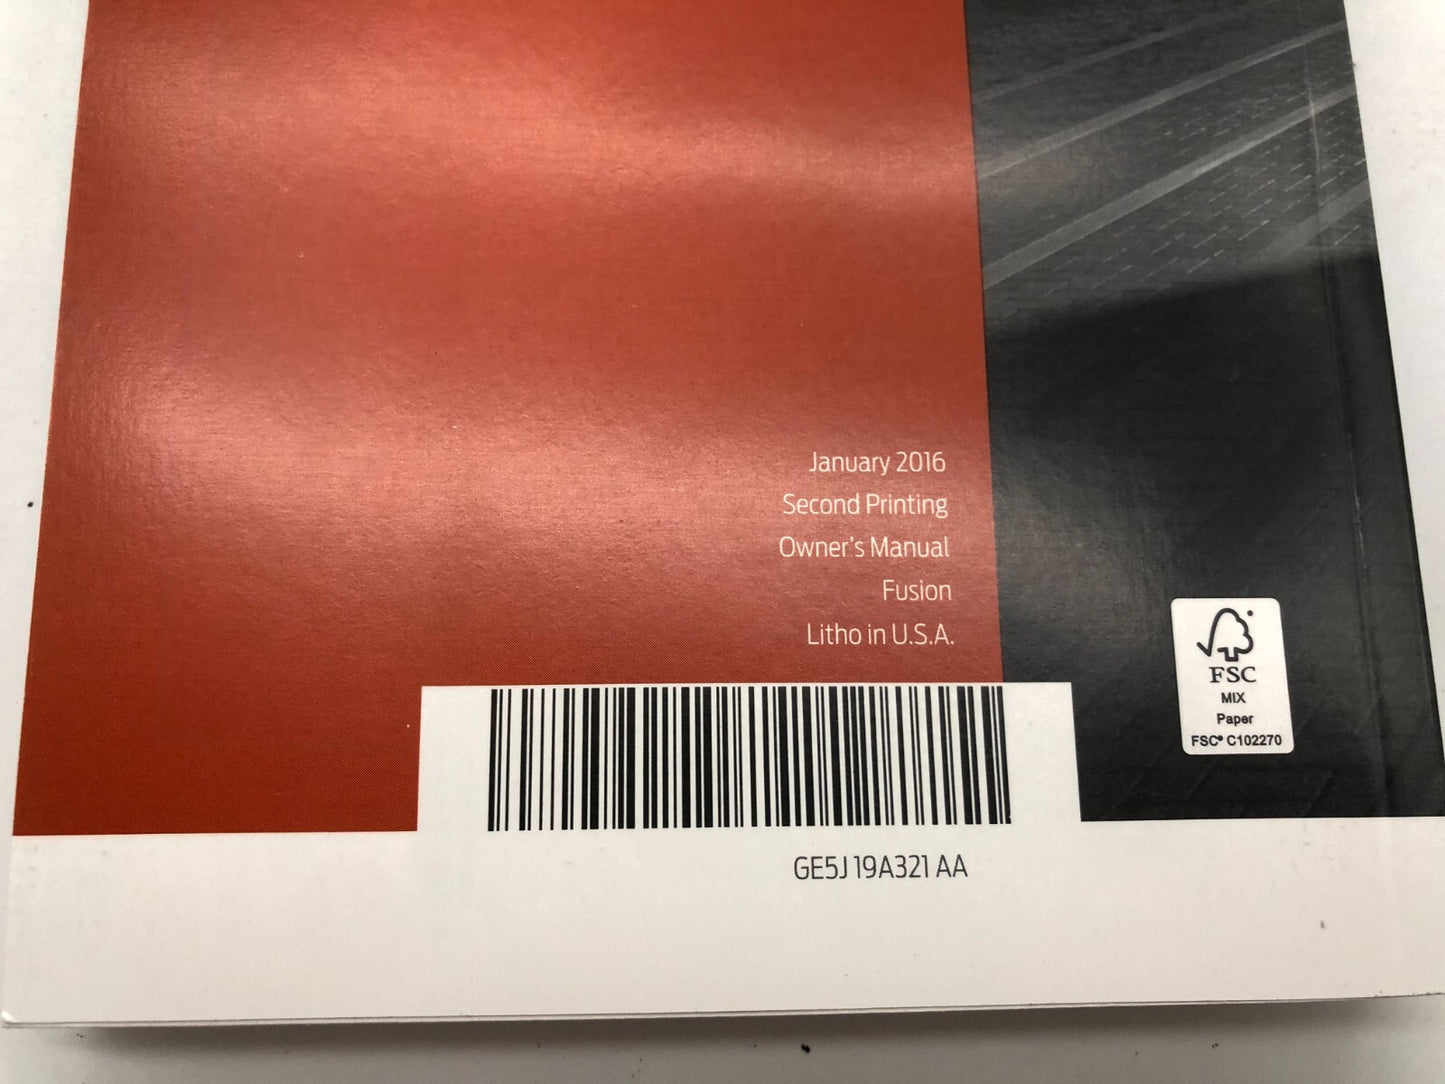 January 2016
Second Printing
Owner's Manual
Fusion
Litho in U.S.A.
FSC
MIX
Paper
FSC® C102270
GE5J 19A321 AA